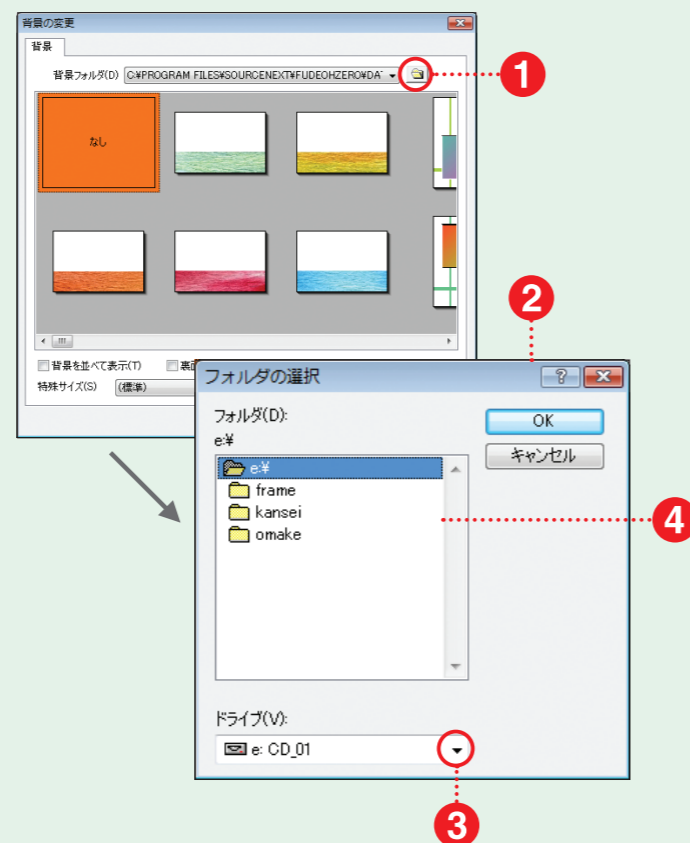 背景の変更
背景
背景フォルダ(D) C:¥PROGRAM FILES¥SOURCENEXT¥FUDEOHZERO¥DA
1
なし
2
背景を並べて表示(T)
特殊サイズ(S) (標準)
フォルダの選択
フォルダ(D):
e:¥
OK
キャンセル
e:¥
frame
kansei
omake
4
ドライブ(V):
e: CD_01
3